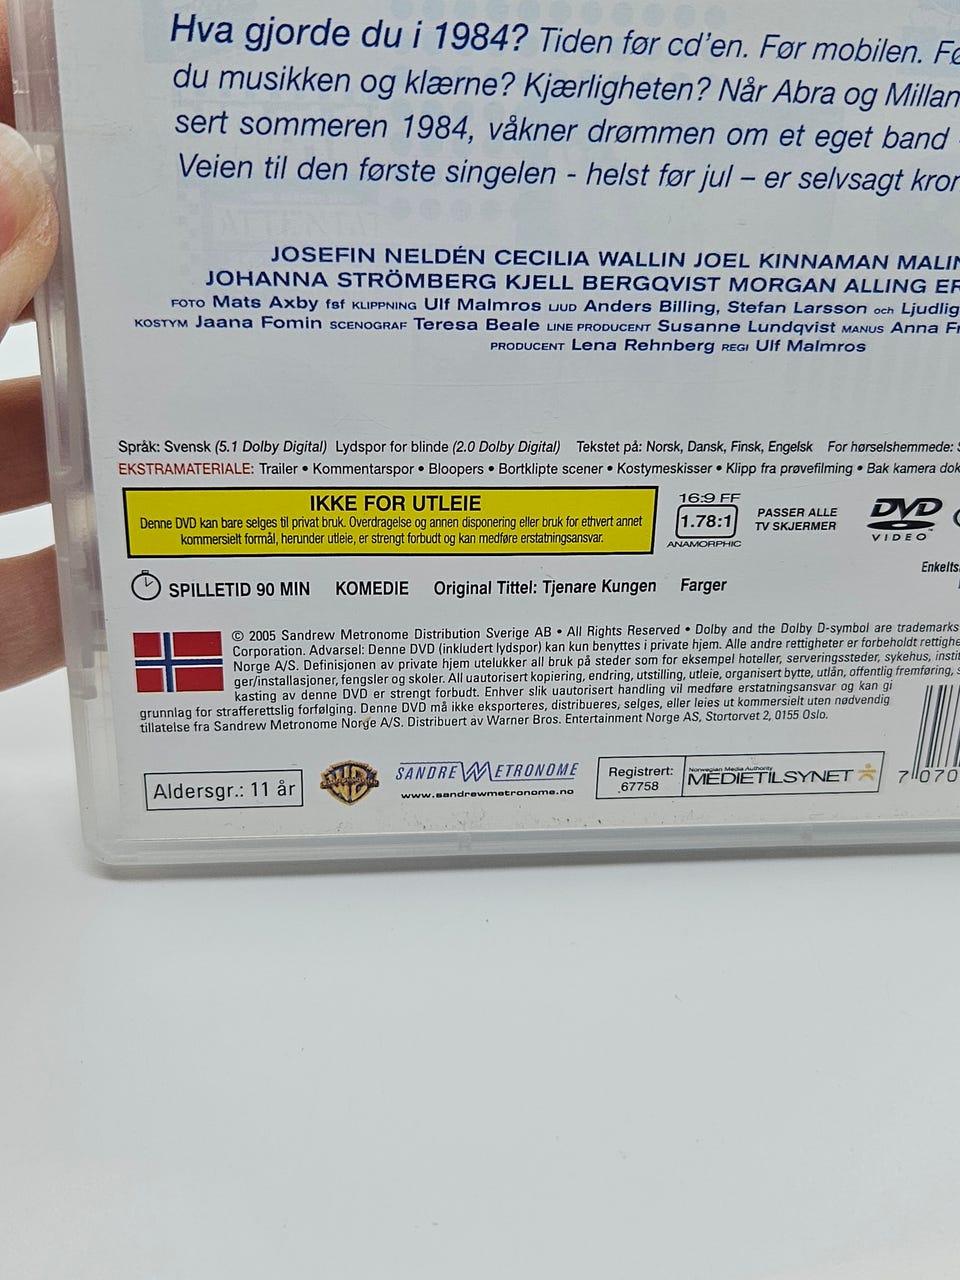 Hva gjorde du i 1984? Tiden før cd'en. Før mobilen.
du musikken og klærne? Kjærligheten? Når Abra og Millan
sert sommeren 1984, våkner drømmen om et eget band
Veien til den første singelen - helst før jul – er selvsagt
JOSEFIN NELDÉN CECILIA WALLIN JOEL KINNAMAN
JOHANNA STRÖMBERG KJELL BERGQVIST MORGAN ALLING
FOTO Mats Axby fsf KLIPPNING Ulf Malmros LJUD Anders Billing, Stefan Larsson och
KOSTYM Jaana Fomin SCENOGRAF Teresa Beale LINE PRODUCENT Susanne Lundqvist MANUS Anna
PRODUCENT Lena Rehnberg REGI Ulf Malmros
Språk: Svensk (5.1 Dolby Digital) Lydspor for blinde (2.0 Dolby Digital) Tekstet på: Norsk, Dansk, Finsk, Engelsk For hørselshemmede:
EKSTRAMATERIALE: Trailer • Kommentarspor • Bloopers • Bortklipte scener • Kostymeskisser • Klipp fra prøvefilming • Bak kamera
IKKE FOR UTLEIE
Denne DVD kan bare selges til privat bruk. Overdragelse og annen disponering eller bruk for ethvert annet
kommersielt formål, herunder utleie, er strengt forbudt og kan medføre erstatningsansvar.
16:9 FF
1.78:1
ANAMORPHIC
PASSER ALLE
TV SKJERMER
DVD
VIDEO™
SPILLETID 90 MIN KOMEDIE Original Tittel: Tjenare Kungen Farger
© 2005 Sandrew Metronome Distribution Sverige AB • All Rights Reserved • Dolby and the Dolby D-symbol are trademarks
Corporation. Advarsel: Denne DVD (inkludert lydspor) kan kun benyttes i private hjem. Alle andre rettigheter er forbeholdt
Norge A/S. Definisjonen av private hjem utelukker all bruk på steder som for eksempel hoteller, serveringssteder, sykehus,
ger/installasjoner, fengsler og skoler. All uautorisert kopiering, endring, utstilling, utleie, organisert bytte, utlån, offentlig fremføring,
kasting av denne DVD er strengt forbudt. Enhver slik uautorisert handling vil medføre erstatningsansvar og kan gi
grunnlag for strafferettslig forfølging. Denne DVD må ikke eksporteres, distribueres, selges, eller leies ut kommersielt uten nødvendig
tillatelse fra Sandrew Metronome Norge A/S. Distribuert av Warner Bros. Entertainment Norge AS, Stortorvet 2, 0155 Oslo.
Aldersgr.: 11 år
WB
SANDREW METRONOME
www.sandrewmetronome.no
Registrert:
67758
Norwegian Media Authority
MEDIETILSYNET
7 070